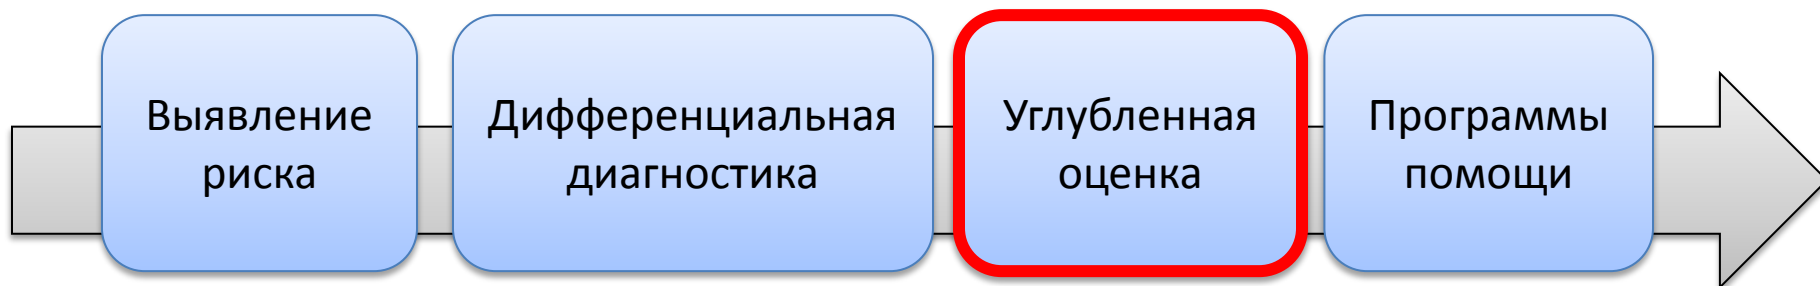 Выявление
риска
Дифференциальная
диагностика
Углубленная
оценка
Программы
помощи